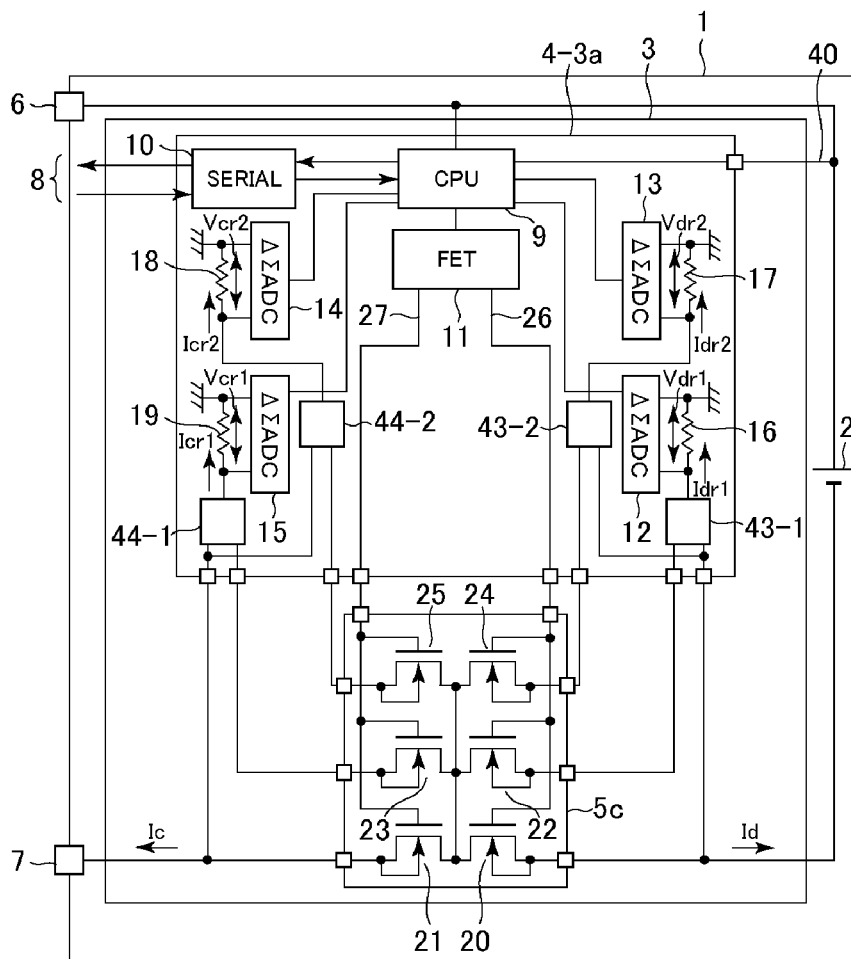 1
4-3a
3
40
6
10
8
SERIAL
CPU
9
13
Vcr2
Vdr2
18
ΔΣADC
14
FET
ΔΣADC
17
27
11
26
Icr2
Idr2
Vcr1
Vdr1
19
Icr1
ΔΣADC
44-2
43-2
ΔΣADC
16
2
Idr1
44-1
15
12
43-1
25
24
23
22
5c
7
Ic
Id
21
20